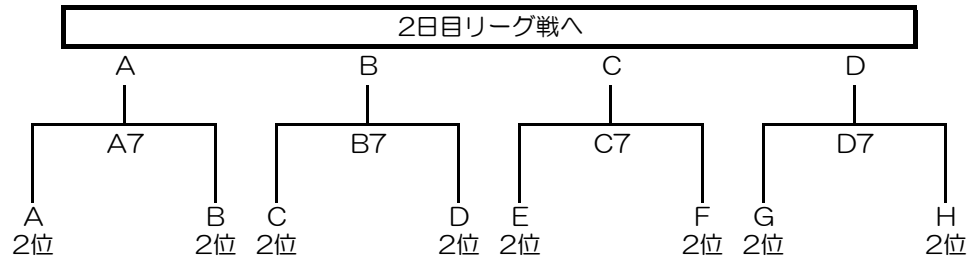 2日目リーグ戦へ
A B C D
A7 B7 C7 D7
A B C D E F G H
2位 2位 2位 2位 2位 2位 2位 2位